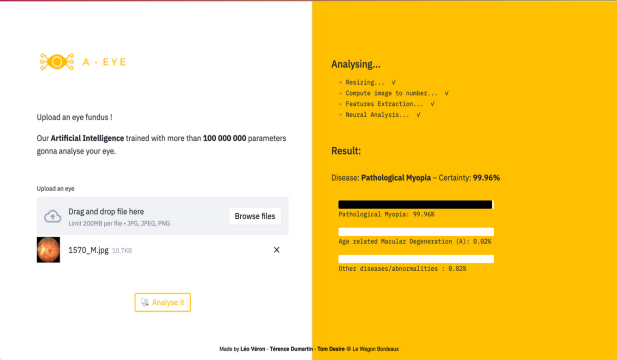 A - EYE
Upload an eye fundus !
Our Artificial Intelligence trained with more than 100 000 000 parameters
gonna analyse your eye.
Upload an eye
Drag and drop file here
Limit 200MB per file • JPG, JPEG, PNG
Browse files
1570_M.jpg 10.7KB
Analyse it
Analysing...
- Resizing... √
- Compute image to number... √
- Features Extraction... √
- Neural Analysis... √
Result:
Disease: Pathological Myopia – Certainty: 99.96%
Pathological Myopia: 99.96%
Age related Macular Degeneration (A): 0.02%
Other diseases/abnormalities : 0.02%
Made by Léo Véron - Térence Dumartin - Tom Desire @ Le Wagon Bordeaux